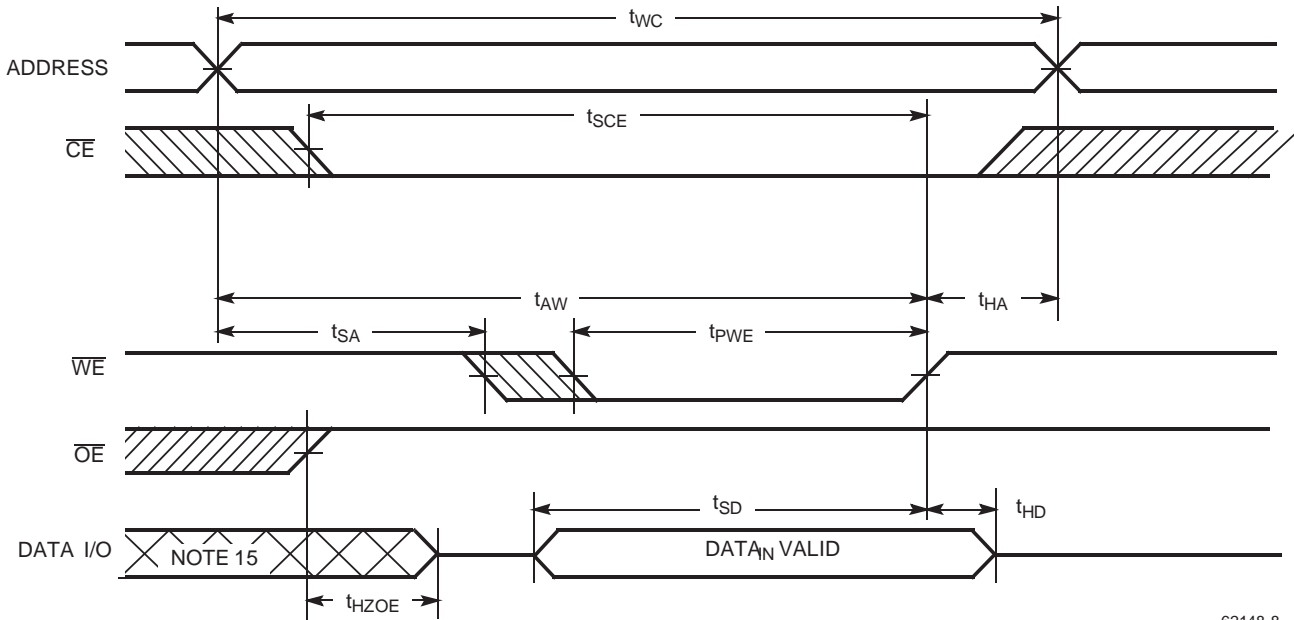 tWC
ADDRESS
tSCE
CE
tAW
tHA
tSA
tPWE
WE
OE
tSD
tHD
DATA I/O
NOTE 15
DATAIN VALID
tHZOE